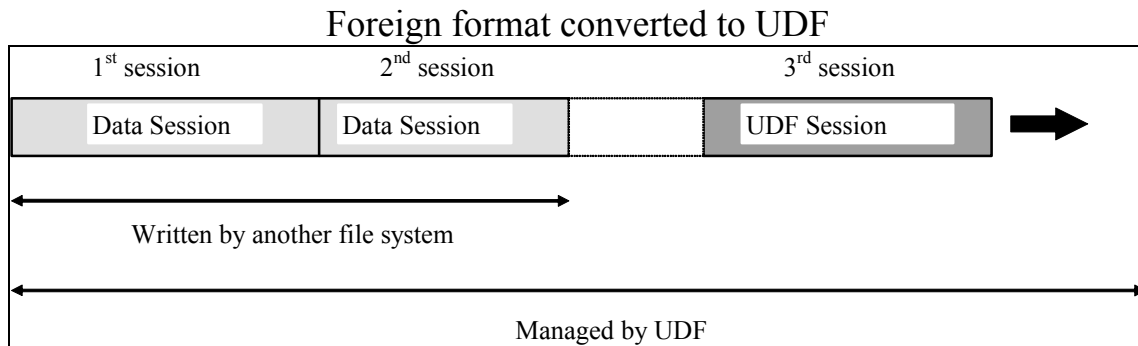 Foreign format converted to UDF
1st session 2nd session 3rd session
Data Session Data Session UDF Session
Written by another file system
Managed by UDF